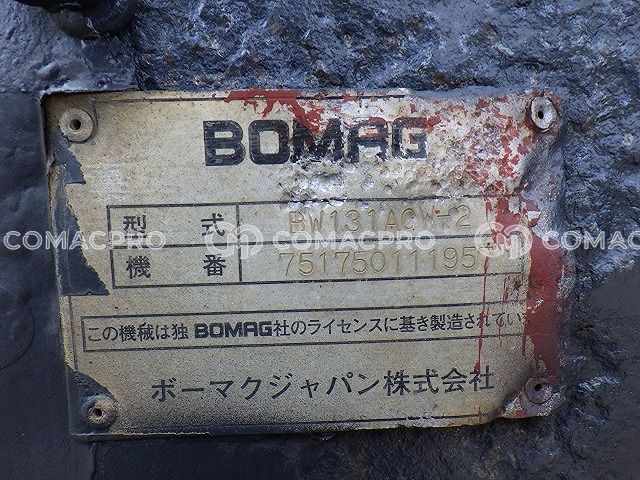 BOMAG
型式 BW131ACW-2
COMACPRO COMACPRO COMACPRO
機番 75175011195
この機械は独BOMAG社のライセンスに基き製造されてい
ボーマクジャパン株式会社